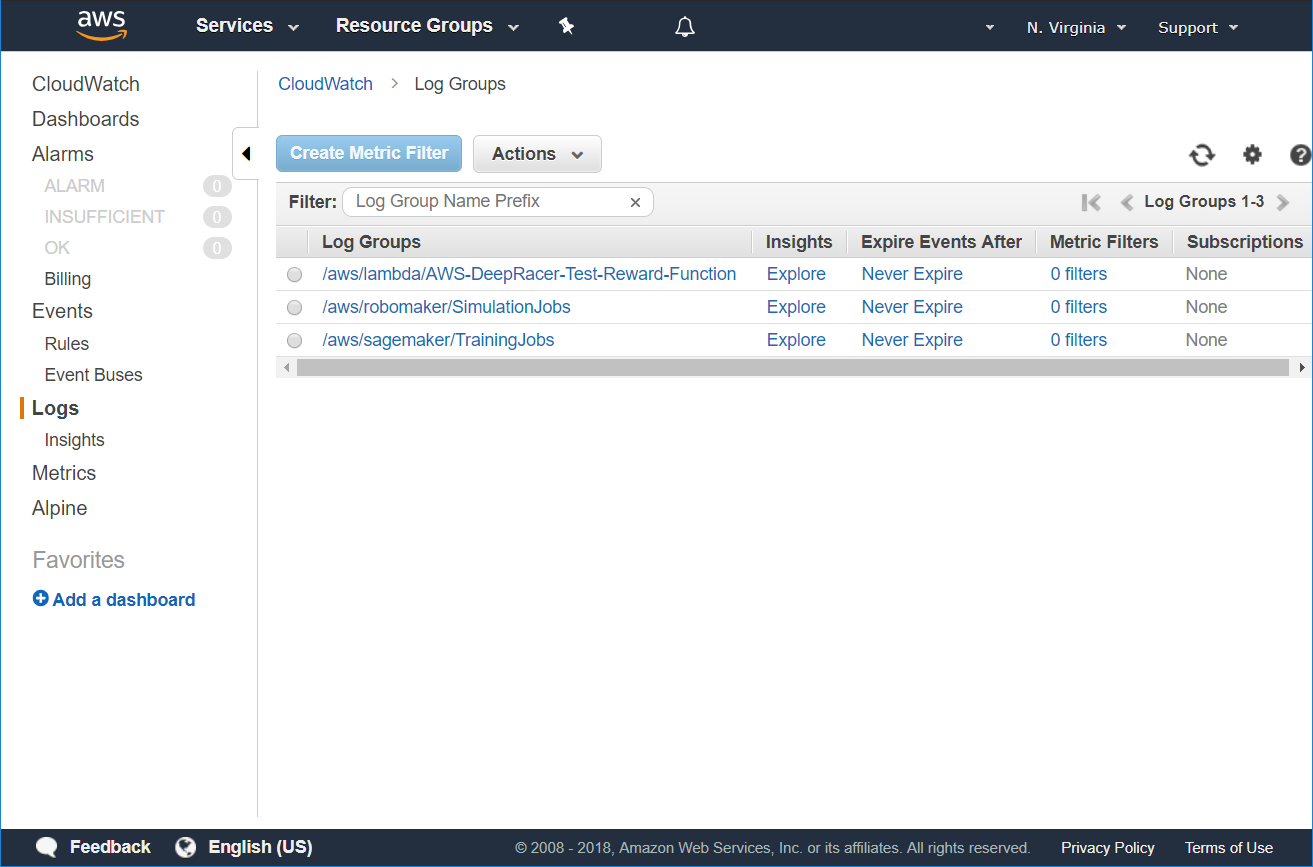 aws Services Resource Groups N. Virginia Support
CloudWatch
Dashboards
Alarms
ALARM 0
INSUFFICIENT 0
OK 0
Billing
Events
Rules
Event Buses
Logs
Insights
Metrics
Alpine
Favorites
Add a dashboard
CloudWatch > Log Groups
Create Metric Filter Actions
Filter: Log Group Name Prefix × Log Groups 1-3
Log Groups Insights Expire Events After Metric Filters Subscriptions
/aws/lambda/AWS-DeepRacer-Test-Reward-Function Explore Never Expire 0 filters None
/aws/robomaker/SimulationJobs Explore Never Expire 0 filters None
/aws/sagemaker/TrainingJobs Explore Never Expire 0 filters None
Feedback English (US) © 2008 - 2018, Amazon Web Services, Inc. or its affiliates. All rights reserved. Privacy Policy Terms of Use